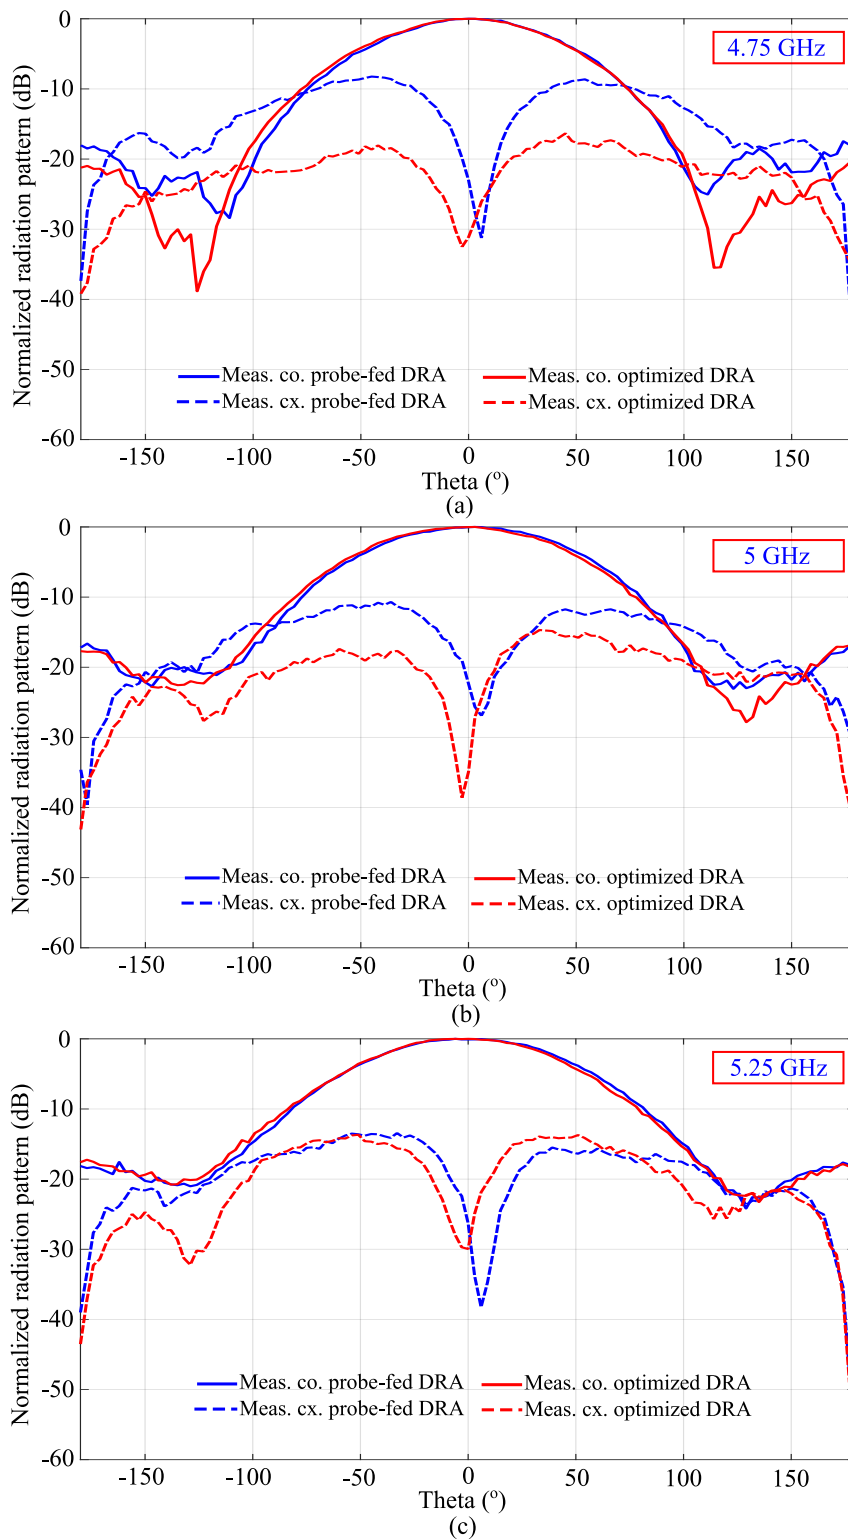 Normalized radiation pattern (dB)
0
-10
-20
-30
-40
-50
-60
4.75 GHz
Meas. co. probe-fed DRA
Meas. co. optimized DRA
Meas. cx. probe-fed DRA
Meas. cx. optimized DRA
-150 -100 -50 0 50 100 150
Theta (º)
(a)
Normalized radiation pattern (dB)
0
-10
-20
-30
-40
-50
-60
5 GHz
Meas. co. probe-fed DRA
Meas. co. optimized DRA
Meas. cx. probe-fed DRA
Meas. cx. optimized DRA
-150 -100 -50 0 50 100 150
Theta (º)
(b)
Normalized radiation pattern (dB)
0
-10
-20
-30
-40
-50
-60
5.25 GHz
Meas. co. probe-fed DRA
Meas. co. optimized DRA
Meas. cx. probe-fed DRA
Meas. cx. optimized DRA
-150 -100 -50 0 50 100 150
Theta (º)
(c)